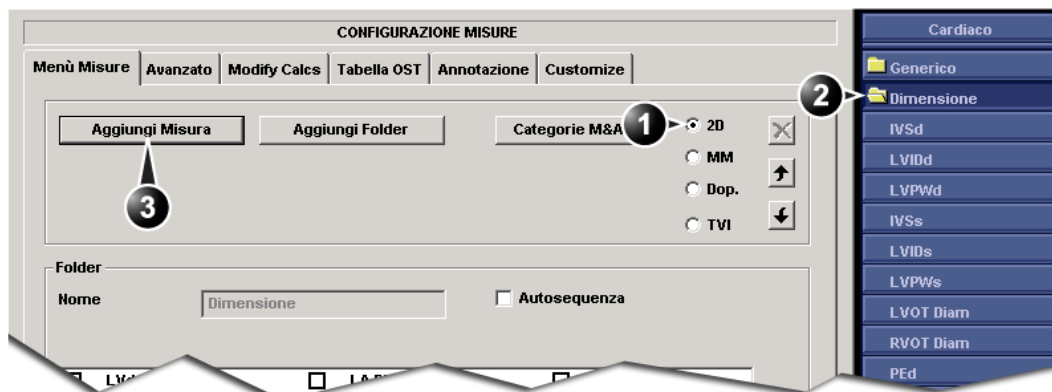 CONFIGURAZIONE MISURE
Menù Misure Avanzato Modify Calcs Tabella OST Annotazione Customize
Aggiungi Misura Aggiungi Folder Categorie M&A
1
2D
MM
Dop.
TVI
3
Folder
Nome Dimensione Autosequenza
Cardiaco
Generico
2
Dimensione
IVSd
LVIDd
LVPWd
IVSs
LVIDs
LVPWs
LVOT Diam
RVOT Diam
PEd